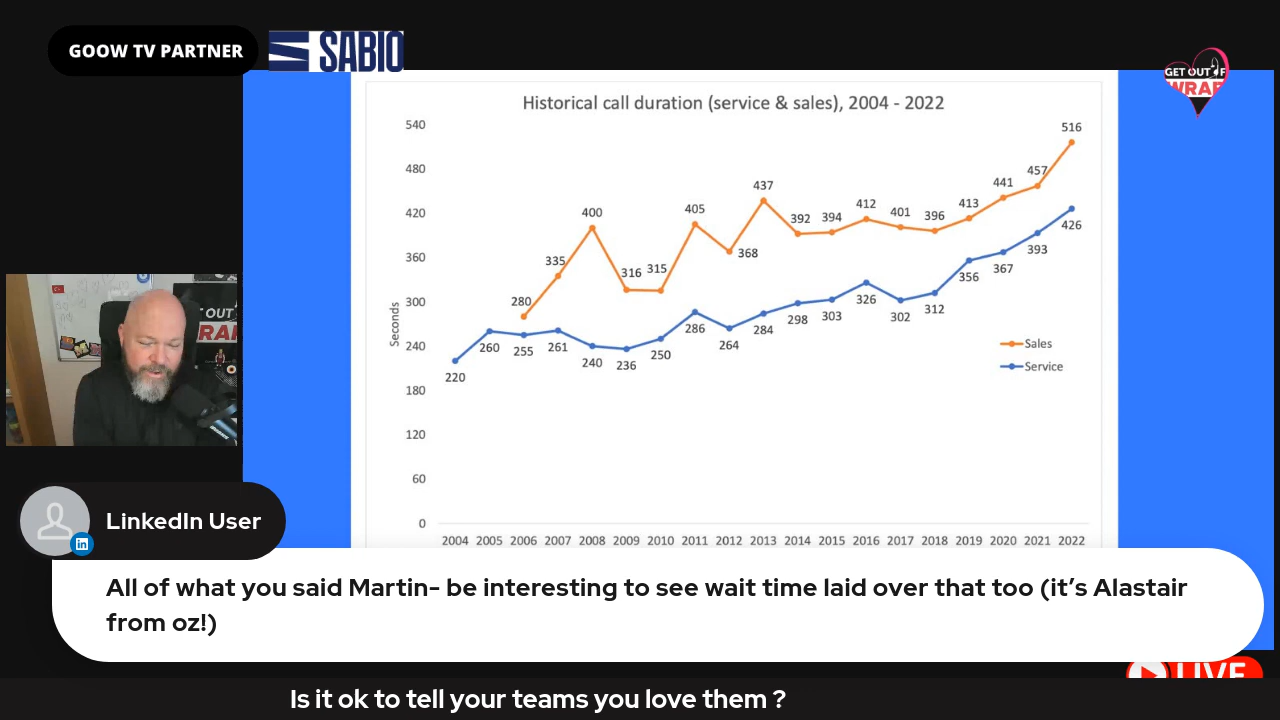 GOOW TV PARTNER
SABIO
GET OUT OF
WRAP
Historical call duration (service & sales), 2004 - 2022
540
480
420
360
300
240
180
120
60
0
Seconds
280
335
400
316
315
405
368
437
392
394
412
401
396
413
441
457
516
220
260
255
261
240
236
250
286
264
284
298
303
326
302
312
356
367
393
426
Sales
Service
2004 2005 2006 2007 2008 2009 2010 2011 2012 2013 2014 2015 2016 2017 2018 2019 2020 2021 2022
OUT
LinkedIn User
in
All of what you said Martin- be interesting to see wait time laid over that too (it’s Alastair
from oz!)
LIVE
Is it ok to tell your teams you love them ?